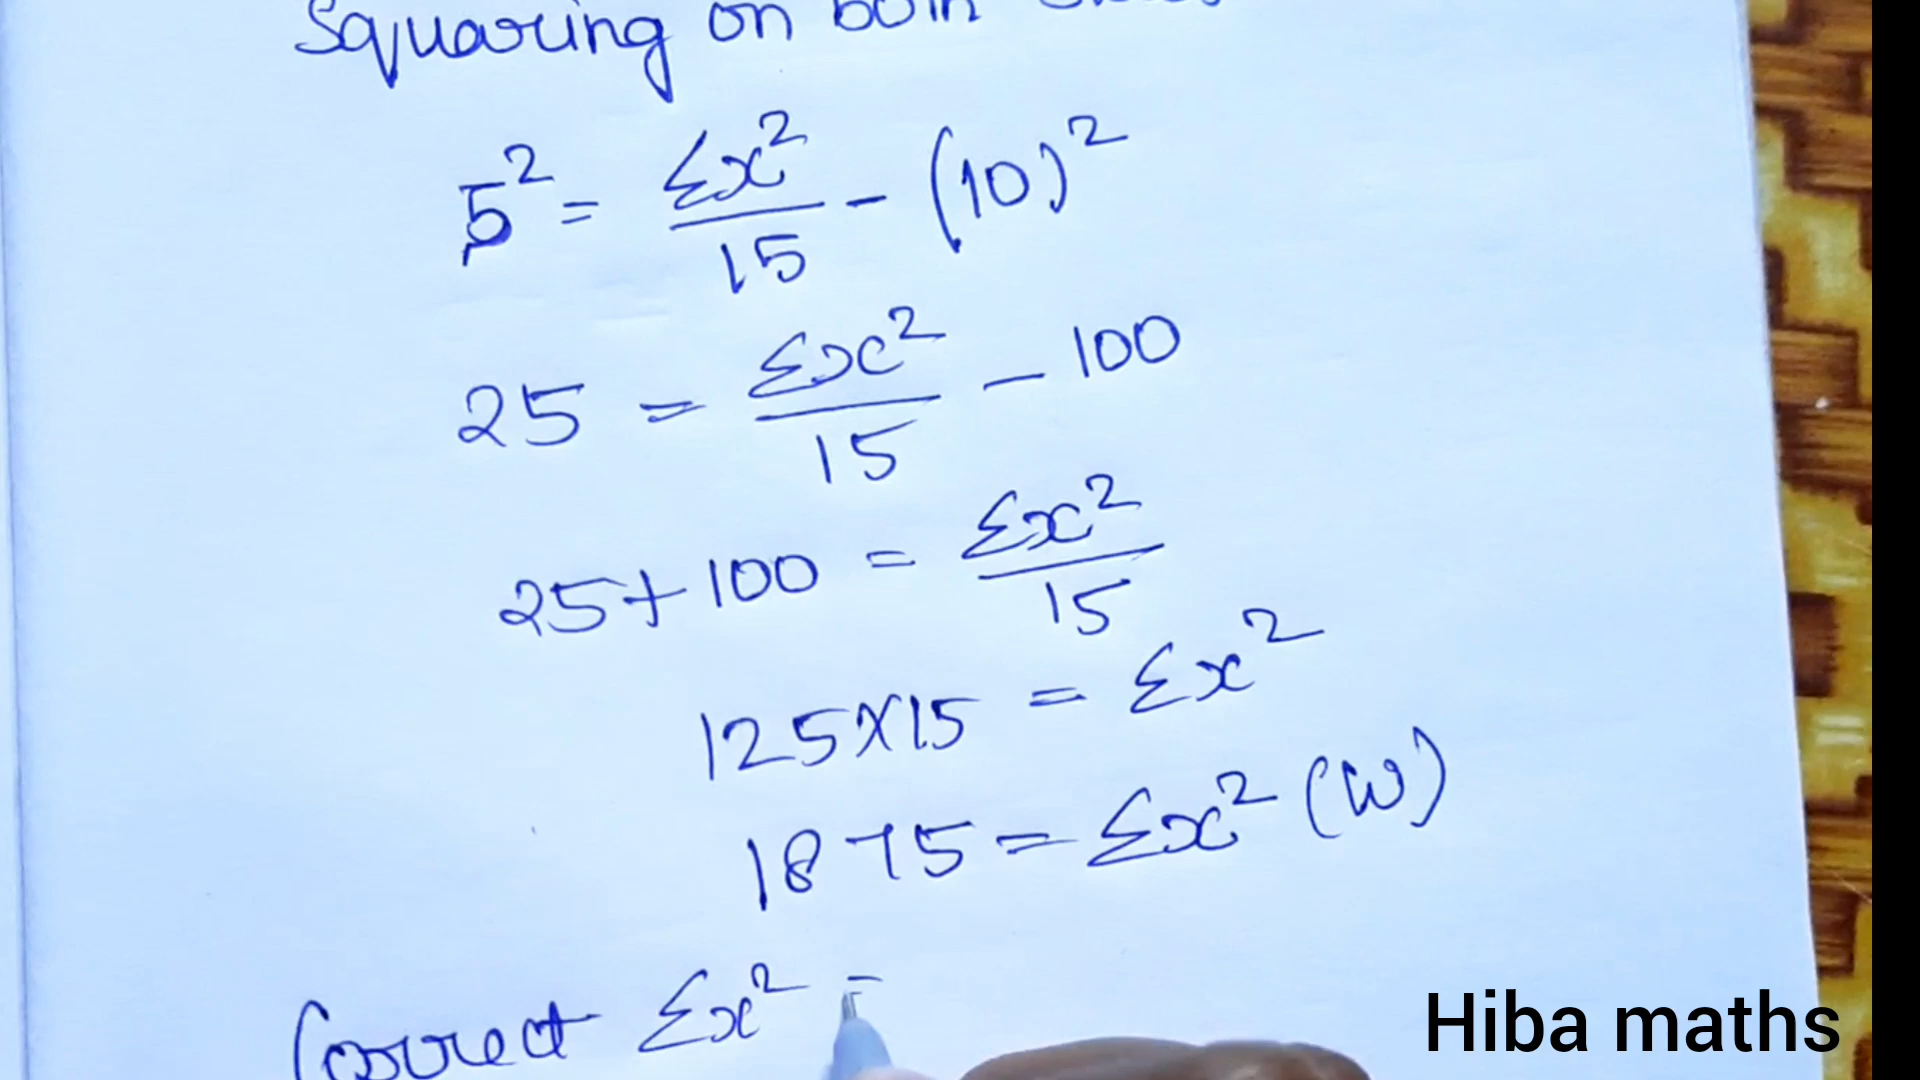 Squaring on both
5² = Σx²/15 - (10)²
25 = Σx²/15 - 100
25+100 = Σx²/15
125×15 = Σx²
1875 = Σx² (W)
Correct Σx² =
Hiba maths